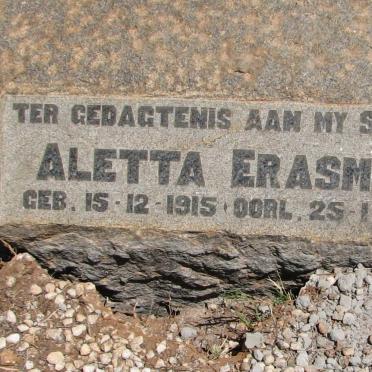 TER GEDAGTENIS AAN MY S
ALETTA ERASM
GEB. 15-12-1915 OORL. 25-1